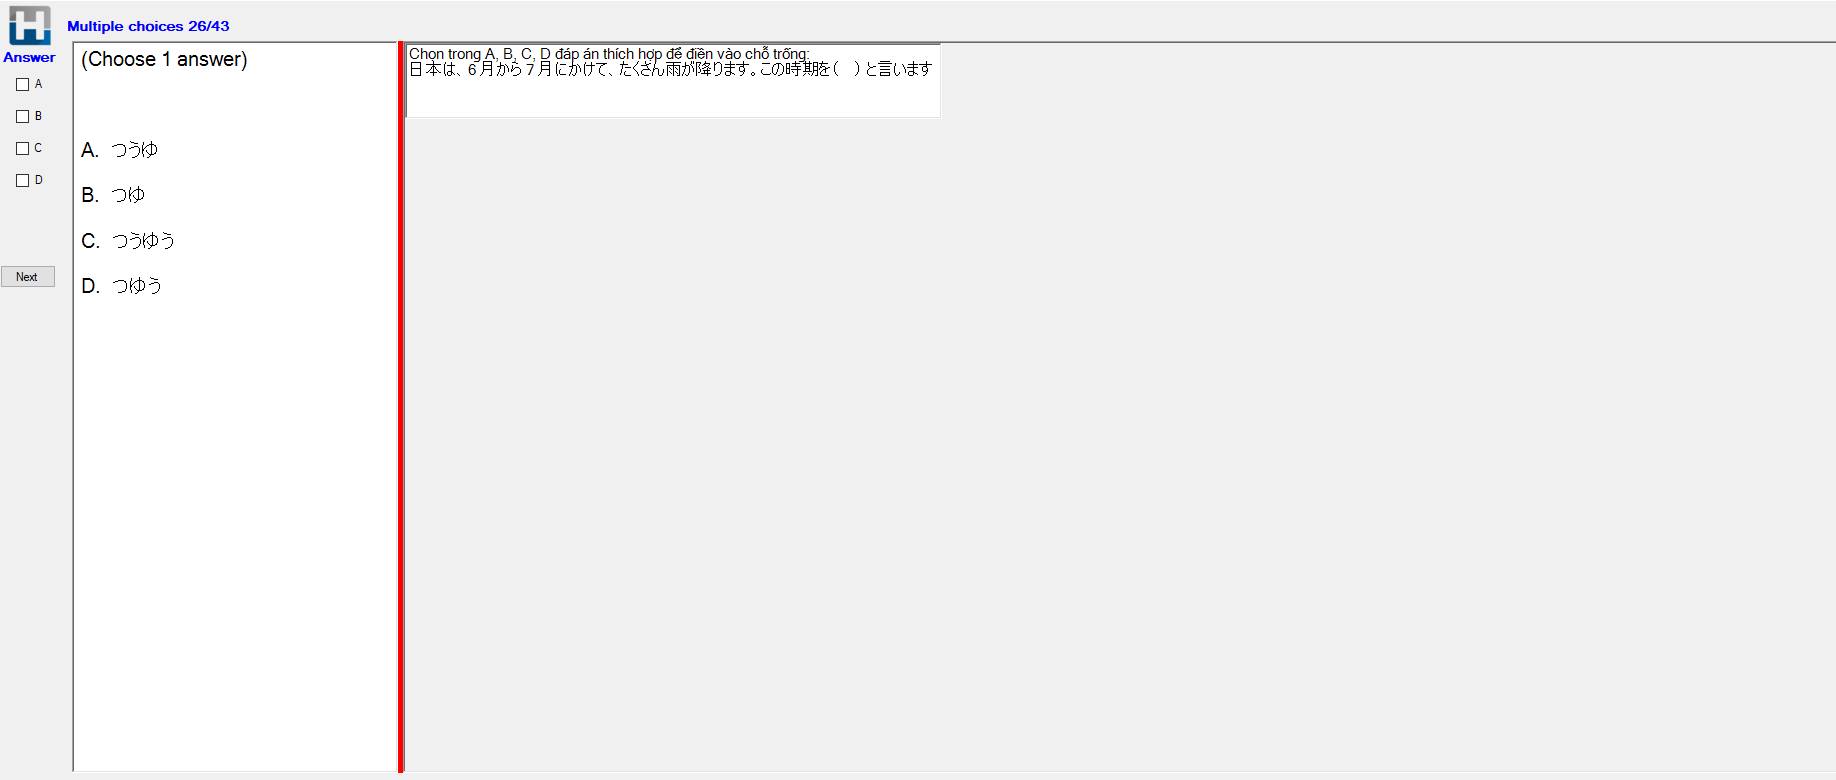 Multiple choices 26/43
Answer
A
B
C
D
Next
(Choose 1 answer)
A. つうゆ
B. つゆ
C. つうゆう
D. つゆう
Chọn trong A, B, C, D đáp án thích hợp để điền vào chỗ trống:
日本は、6月から7月にかけて、たくさん雨が降ります。この時期を(　)と言います